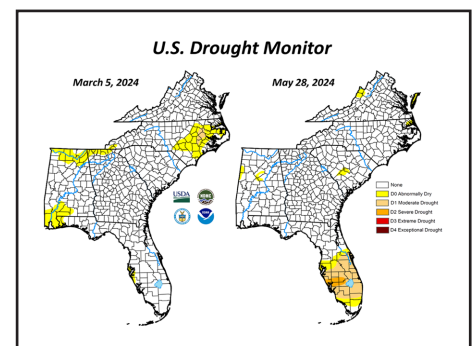 U.S. Drought Monitor
March 5, 2024
May 28, 2024
USDA
None
D0 Abnormally Dry
D1 Moderate Drought
D2 Severe Drought
D3 Extreme Drought
D4 Exceptional Drought